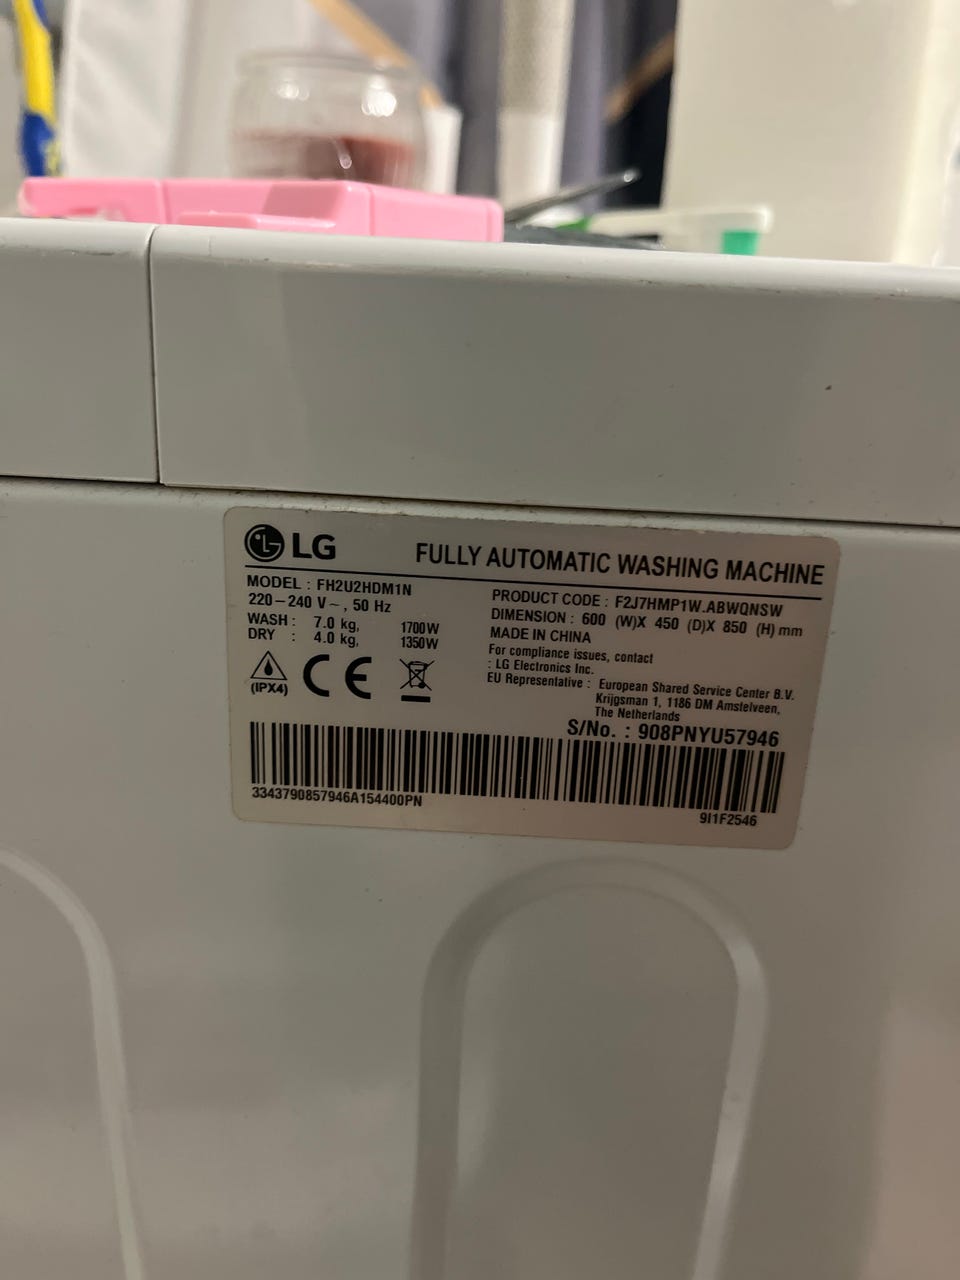 LG FULLY AUTOMATIC WASHING MACHINE
MODEL : FH2U2HDM1N
220-240 V~, 50 Hz
WASH : 7.0 kg, 1700W
DRY : 4.0 kg, 1350W
(IPX4)
CE
PRODUCT CODE : F2J7HMP1W.ABWQNSW
DIMENSION : 600 (W)X 450 (D)X 850 (H) mm
MADE IN CHINA
For compliance issues, contact
: LG Electronics Inc.
EU Representative : European Shared Service Center B.V.
Krijgsman 1, 1186 DM Amstelveen,
The Netherlands
S/No. : 908PNYU57946
3343790857946A154400PN
9I1F2546